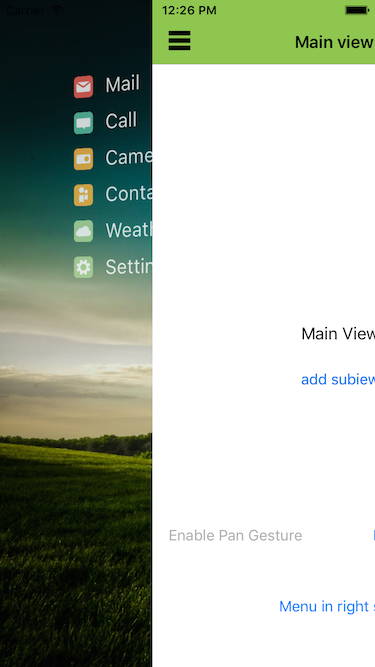 Carrier
12:26 PM
Main view
Mail
Call
Came
Conta
Weath
Settin
Main View
add subiew
Enable Pan Gesture
Menu in right s